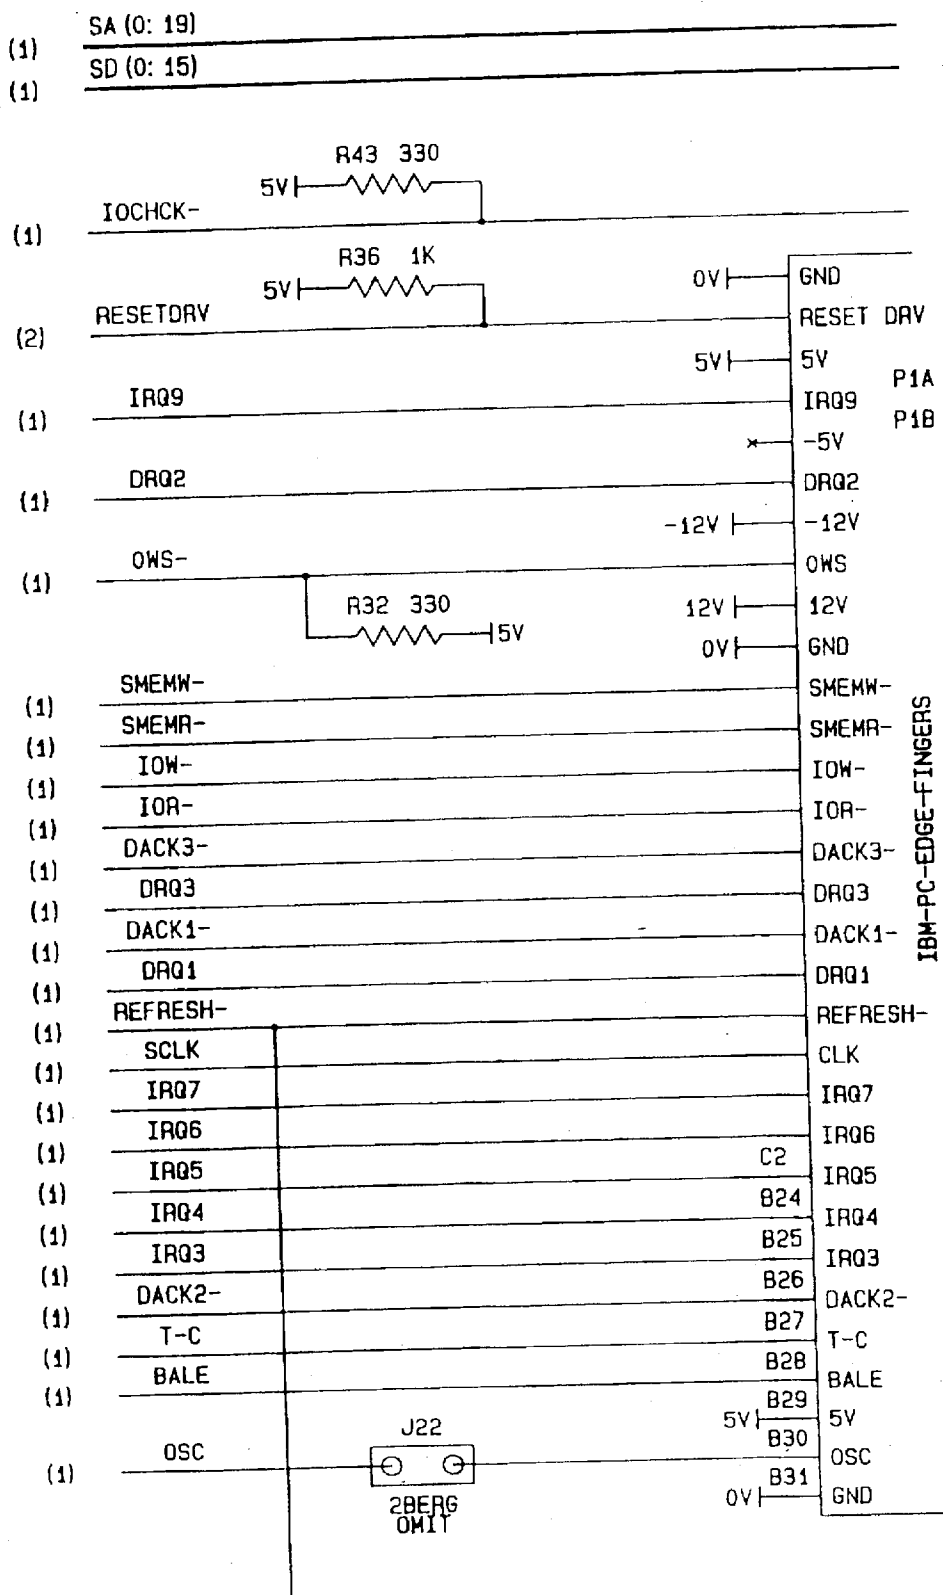 SA (0: 19)
(1)
SD (0: 15)
(1)
R43 330
5V
IOCHCK-
(1)
R36 1K
5V
0V GND
RESETDRV
(2)
RESET DRV
5V 5V
P1A
IRQ9
(1)
IRQ9
P1B
-5V
DRQ2
(1)
DRQ2
-12V -12V
OWS-
(1)
OWS
R32 330
5V
12V 12V
0V GND
SMEMW-
(1)
SMEMW-
SMEMR-
(1)
SMEMR-
IOW-
(1)
IOW-
IOR-
(1)
IOR-
DACK3-
(1)
DACK3-
DRQ3
(1)
DRQ3
DACK1-
(1)
DACK1-
DRQ1
(1)
DRQ1
REFRESH-
(1)
REFRESH-
SCLK
(1)
CLK
IRQ7
(1)
IRQ7
IRQ6
(1)
IRQ6
C2
IRQ5
(1)
IRQ5
B24
IRQ4
(1)
IRQ4
B25
IRQ3
(1)
IRQ3
B26
DACK2-
(1)
DACK2-
B27
T-C
(1)
T-C
B28
BALE
(1)
BALE
B29
5V 5V
J22
B30
OSC
(1)
OSC
B31
0V GND
2BERG
OMIT
IBM-PC-EDGE-FINGERS